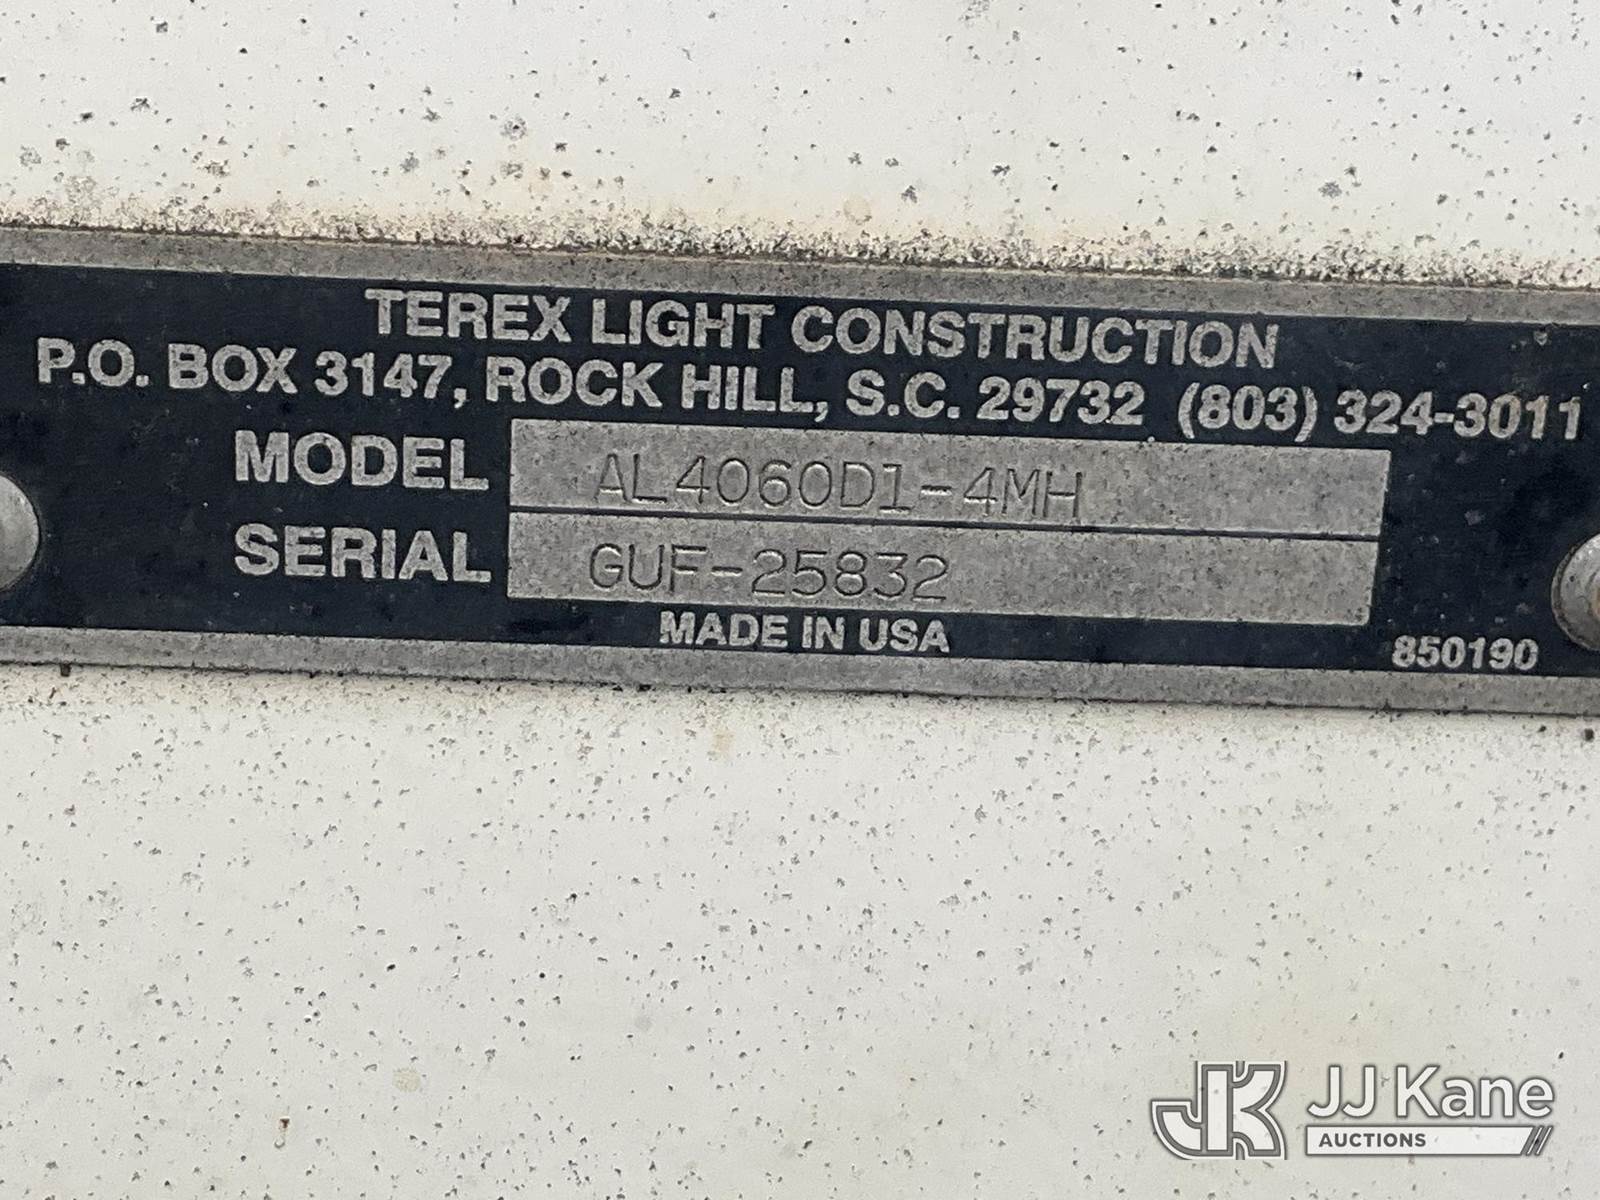 TEREX LIGHT CONSTRUCTION
P.O. BOX 3147, ROCK HILL, S.C. 29732 (803) 324-3011
MODEL AL4060D1-4MH
SERIAL GUF-25832
MADE IN USA
850190
JK JJ Kane
AUCTIONS